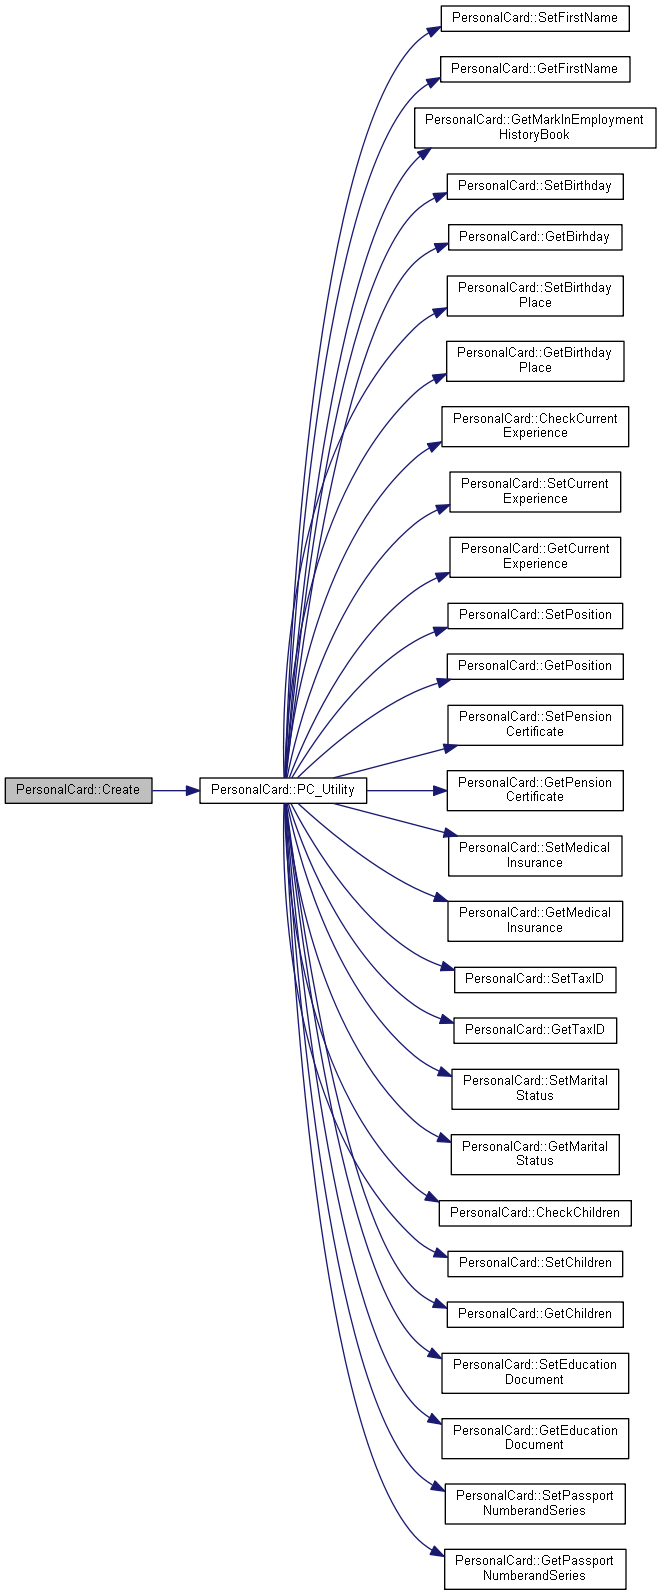 PersonalCard::SetFirstName
PersonalCard::GetFirstName
PersonalCard::GetMarkInEmployment
HistoryBook
PersonalCard::SetBirthday
PersonalCard::GetBirhday
PersonalCard::SetBirthday
Place
PersonalCard::GetBirthday
Place
PersonalCard::CheckCurrent
Experience
PersonalCard::SetCurrent
Experience
PersonalCard::GetCurrent
Experience
PersonalCard::SetPosition
PersonalCard::GetPosition
PersonalCard::SetPension
Certificate
PersonalCard::Create
PersonalCard::PC_Utility
PersonalCard::GetPension
Certificate
PersonalCard::SetMedical
Insurance
PersonalCard::GetMedical
Insurance
PersonalCard::SetTaxID
PersonalCard::GetTaxID
PersonalCard::SetMarital
Status
PersonalCard::GetMarital
Status
PersonalCard::CheckChildren
PersonalCard::SetChildren
PersonalCard::GetChildren
PersonalCard::SetEducation
Document
PersonalCard::GetEducation
Document
PersonalCard::SetPassport
NumberandSeries
PersonalCard::GetPassport
NumberandSeries